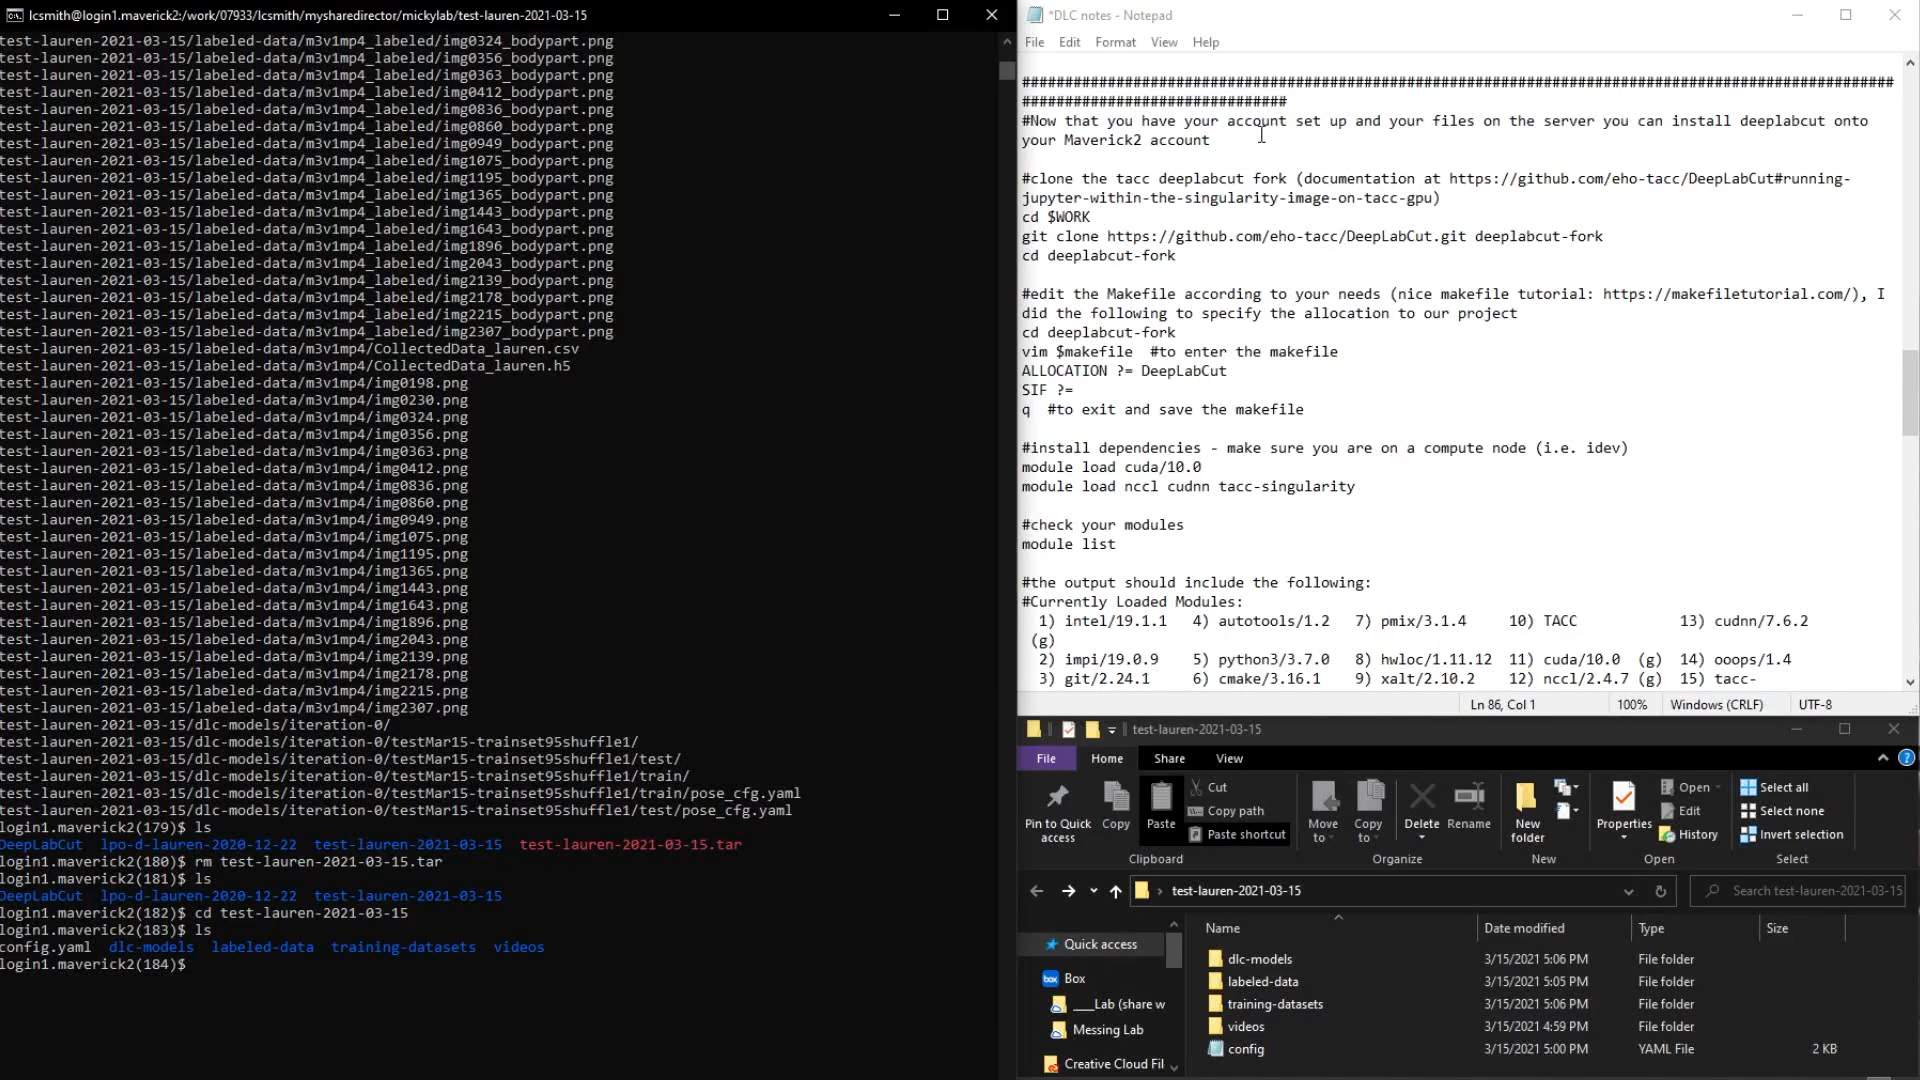 lcsmith@login1.maverick2:/work/07933/lcsmith/mysharedirector/mickylab/test-lauren-2021-03-15
test-lauren-2021-03-15/labeled-data/m3v1mp4_labeled/img0324_bodypart.png
test-lauren-2021-03-15/labeled-data/m3v1mp4_labeled/img0356_bodypart.png
test-lauren-2021-03-15/labeled-data/m3v1mp4_labeled/img0363_bodypart.png
test-lauren-2021-03-15/labeled-data/m3v1mp4_labeled/img0412_bodypart.png
test-lauren-2021-03-15/labeled-data/m3v1mp4_labeled/img0836_bodypart.png
test-lauren-2021-03-15/labeled-data/m3v1mp4_labeled/img0860_bodypart.png
test-lauren-2021-03-15/labeled-data/m3v1mp4_labeled/img0949_bodypart.png
test-lauren-2021-03-15/labeled-data/m3v1mp4_labeled/img1075_bodypart.png
test-lauren-2021-03-15/labeled-data/m3v1mp4_labeled/img1195_bodypart.png
test-lauren-2021-03-15/labeled-data/m3v1mp4_labeled/img1365_bodypart.png
test-lauren-2021-03-15/labeled-data/m3v1mp4_labeled/img1443_bodypart.png
test-lauren-2021-03-15/labeled-data/m3v1mp4_labeled/img1643_bodypart.png
test-lauren-2021-03-15/labeled-data/m3v1mp4_labeled/img1896_bodypart.png
test-lauren-2021-03-15/labeled-data/m3v1mp4_labeled/img2043_bodypart.png
test-lauren-2021-03-15/labeled-data/m3v1mp4_labeled/img2139_bodypart.png
test-lauren-2021-03-15/labeled-data/m3v1mp4_labeled/img2178_bodypart.png
test-lauren-2021-03-15/labeled-data/m3v1mp4_labeled/img2215_bodypart.png
test-lauren-2021-03-15/labeled-data/m3v1mp4_labeled/img2307_bodypart.png
test-lauren-2021-03-15/labeled-data/m3v1mp4/CollectedData_lauren.csv
test-lauren-2021-03-15/labeled-data/m3v1mp4/CollectedData_lauren.h5
test-lauren-2021-03-15/labeled-data/m3v1mp4/img0198.png
test-lauren-2021-03-15/labeled-data/m3v1mp4/img0230.png
test-lauren-2021-03-15/labeled-data/m3v1mp4/img0324.png
test-lauren-2021-03-15/labeled-data/m3v1mp4/img0356.png
test-lauren-2021-03-15/labeled-data/m3v1mp4/img0363.png
test-lauren-2021-03-15/labeled-data/m3v1mp4/img0412.png
test-lauren-2021-03-15/labeled-data/m3v1mp4/img0836.png
test-lauren-2021-03-15/labeled-data/m3v1mp4/img0860.png
test-lauren-2021-03-15/labeled-data/m3v1mp4/img0949.png
test-lauren-2021-03-15/labeled-data/m3v1mp4/img1075.png
test-lauren-2021-03-15/labeled-data/m3v1mp4/img1195.png
test-lauren-2021-03-15/labeled-data/m3v1mp4/img1365.png
test-lauren-2021-03-15/labeled-data/m3v1mp4/img1443.png
test-lauren-2021-03-15/labeled-data/m3v1mp4/img1643.png
test-lauren-2021-03-15/labeled-data/m3v1mp4/img1896.png
test-lauren-2021-03-15/labeled-data/m3v1mp4/img2043.png
test-lauren-2021-03-15/labeled-data/m3v1mp4/img2139.png
test-lauren-2021-03-15/labeled-data/m3v1mp4/img2178.png
test-lauren-2021-03-15/labeled-data/m3v1mp4/img2215.png
test-lauren-2021-03-15/labeled-data/m3v1mp4/img2307.png
test-lauren-2021-03-15/dlc-models/iteration-0/
test-lauren-2021-03-15/dlc-models/iteration-0/testMar15-trainset95shuffle1/
test-lauren-2021-03-15/dlc-models/iteration-0/testMar15-trainset95shuffle1/test/
test-lauren-2021-03-15/dlc-models/iteration-0/testMar15-trainset95shuffle1/train/
test-lauren-2021-03-15/dlc-models/iteration-0/testMar15-trainset95shuffle1/train/pose_cfg.yaml
test-lauren-2021-03-15/dlc-models/iteration-0/testMar15-trainset95shuffle1/test/pose_cfg.yaml
login1.maverick2(179)$ ls
DeepLabCut  lpo-d-lauren-2020-12-22  test-lauren-2021-03-15  test-lauren-2021-03-15.tar
login1.maverick2(180)$ rm test-lauren-2021-03-15.tar
login1.maverick2(181)$ ls
DeepLabCut  lpo-d-lauren-2020-12-22  test-lauren-2021-03-15
login1.maverick2(182)$ cd test-lauren-2021-03-15
login1.maverick2(183)$ ls
config.yaml  dlc-models  labeled-data  training-datasets  videos
login1.maverick2(184)$
*DLC notes - Notepad
File  Edit  Format  View  Help
######################################################################################################
###############################
#Now that you have your account set up and your files on the server you can install deeplabcut onto
your Maverick2 account
#clone the tacc deeplabcut fork (documentation at https://github.com/eho-tacc/DeepLabCut#running-
jupyter-within-the-singularity-image-on-tacc-gpu)
cd $WORK
git clone https://github.com/eho-tacc/DeepLabCut.git deeplabcut-fork
cd deeplabcut-fork
#edit the Makefile according to your needs (nice makefile tutorial: https://makefiletutorial.com/), I
did the following to specify the allocation to our project
cd deeplabcut-fork
vim $makefile  #to enter the makefile
ALLOCATION ?= DeepLabCut
SIF ?=
q  #to exit and save the makefile
#install dependencies - make sure you are on a compute node (i.e. idev)
module load cuda/10.0
module load nccl cudnn tacc-singularity
#check your modules
module list
#the output should include the following:
#Currently Loaded Modules:
1) intel/19.1.1  4) autotools/1.2  7) pmix/3.1.4  10) TACC  13) cudnn/7.6.2
(g)
2) impi/19.0.9  5) python3/3.7.0  8) hwloc/1.11.12  11) cuda/10.0  (g)  14) ooops/1.4
3) git/2.24.1  6) cmake/3.16.1  9) xalt/2.10.2  12) nccl/2.4.7 (g)  15) tacc-
Ln 86, Col 1  100%  Windows (CRLF)  UTF-8
test-lauren-2021-03-15
File  Home  Share  View
Pin to Quick access
Copy
Paste
Cut
Copy path
Paste shortcut
Move to
Copy to
Delete
Rename
New folder
Properties
Open
Edit
History
Select all
Select none
Invert selection
Clipboard  Organize  New  Open  Select
test-lauren-2021-03-15
Search test-lauren-2021-03-15
Name  Date modified  Type  Size
Quick access
box Box
___Lab (share w
Messing Lab
Creative Cloud Fil
dlc-models  3/15/2021 5:06 PM  File folder
labeled-data  3/15/2021 5:05 PM  File folder
training-datasets  3/15/2021 5:06 PM  File folder
videos  3/15/2021 4:59 PM  File folder
config  3/15/2021 5:00 PM  YAML File  2 KB